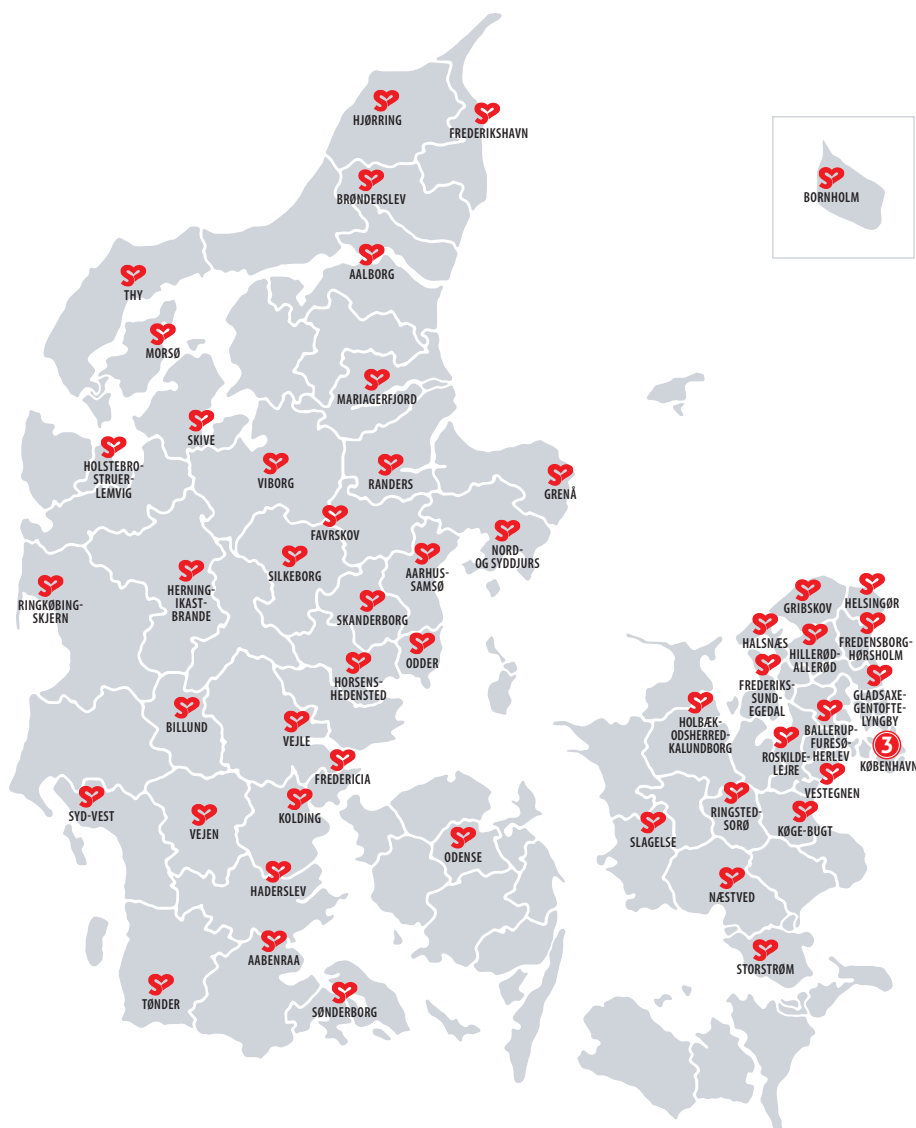 HJØRRING
FREDERIKSHAVN
BRØNDERSLEV
BORNHOLM
AALBORG
THY
MORSØ
MARIAGERFJORD
SKIVE
HOLSTEBRO-
STRUER-
LEMVIG
VIBORG
RANDERS
GRENÅ
FAVRSKOV
NORD-
OG SYDDJURS
SILKEBORG
AARHUS-
SAMSØ
RINGKØBING-
SKJERN
HERNING-
IKAST-
BRANDE
SKANDERBORG
ODDER
HORSENS-
HEDENSTED
GRIBSKOV
HELSINGØR
HALSNÆS
HILLERØD-
ALLERØD
FREDENSBORG-
HØRSHOLM
FREDERIKS-
SUND-
EGEDAL
GLADSAXE-
GENTOFTE-
LYNGBY
HOLBÆK-
ODSHERRED-
KALUNDBORG
BALLERUP-
FURESØ-
HERLEV
ROSKILDE-
LEJRE
3
KØBENHAVN
BILLUND
VEJLE
FREDERICIA
VESTEGNEN
SYD-VEST
VEJEN
KOLDING
RINGSTED-
SORØ
KØGE-BUGT
SLAGELSE
ODENSE
HADERSLEV
NÆSTVED
AABENRAA
STORSTRØM
TØNDER
SØNDERBORG